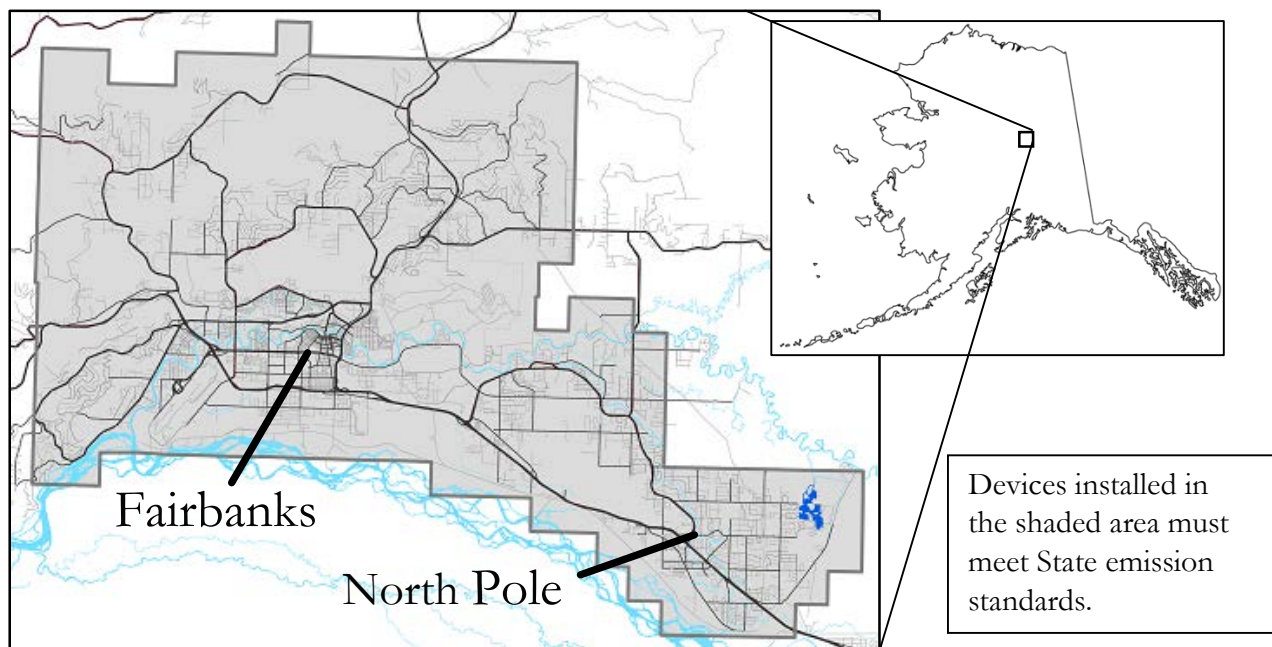 Fairbanks
North Pole
Devices installed in
the shaded area must
meet State emission
standards.